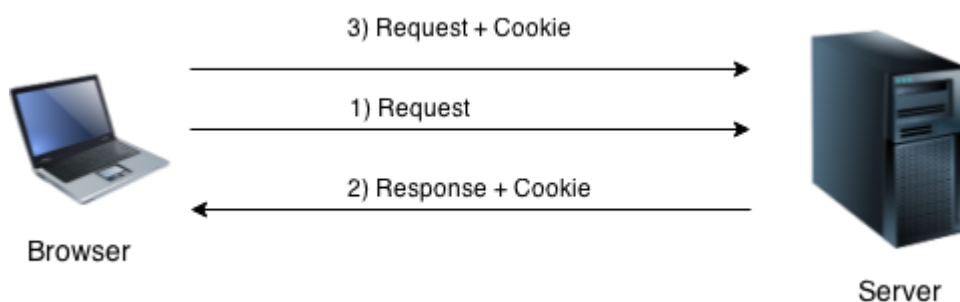 3) Request + Cookie
1) Request
2) Response + Cookie
Browser
Server